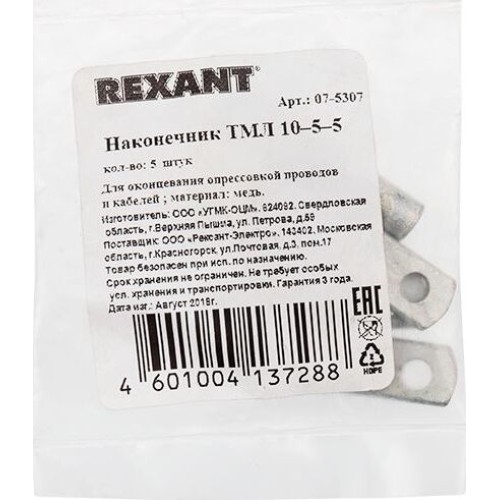 REXANT®
Арт.: 07-5307
Наконечник ТМЛ 10–5–5
кол-во: 5 штук
Для оконцевания опрессовкой проводов
и кабелей ; материал: медь.
Изготовитель: ООО «УГМК-ОЦМ», 624092. Свердловская
область, г.Верхняя Пышма, ул. Петрова, д.59
Поставщик: ООО «Рексант-Электро», 143402, Московская
область, г.Красногорск, ул.Почтовая, д.3, пом.17
Товар безопасен при исп. по назначению.
Срок хранения не ограничен. Не требует особых
усл. хранения и транспортировки. Гарантия 3 года.
Дата изг.: Август 2018г.
EAC
HDPE
4 601004 137288